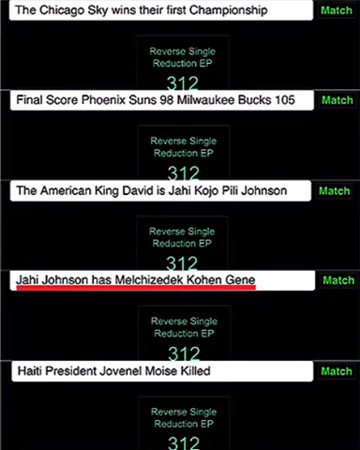 The Chicago Sky wins their first Championship Match
Reverse Single
Reduction EP
312
Final Score Phoenix Suns 98 Milwaukee Bucks 105 Match
Reverse Single
Reduction EP
312
The American King David is Jahi Kojo Pili Johnson Match
Reverse Single
Reduction EP
312
Jahi Johnson has Melchizedek Kohen Gene Match
Reverse Single
Reduction EP
312
Haiti President Jovenel Moise Killed Match
Reverse Single
Reduction EP
312